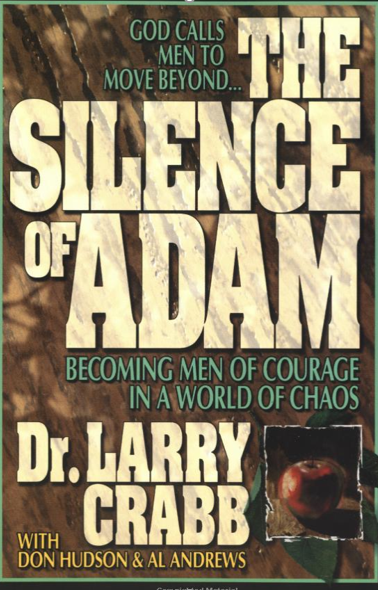 GOD CALLS
MEN TO
MOVE BEYOND...
THE
SILENCE
OF ADAM
BECOMING MEN OF COURAGE
IN A WORLD OF CHAOS
Dr. LARRY
CRABB
WITH
DON HUDSON & AL ANDREWS